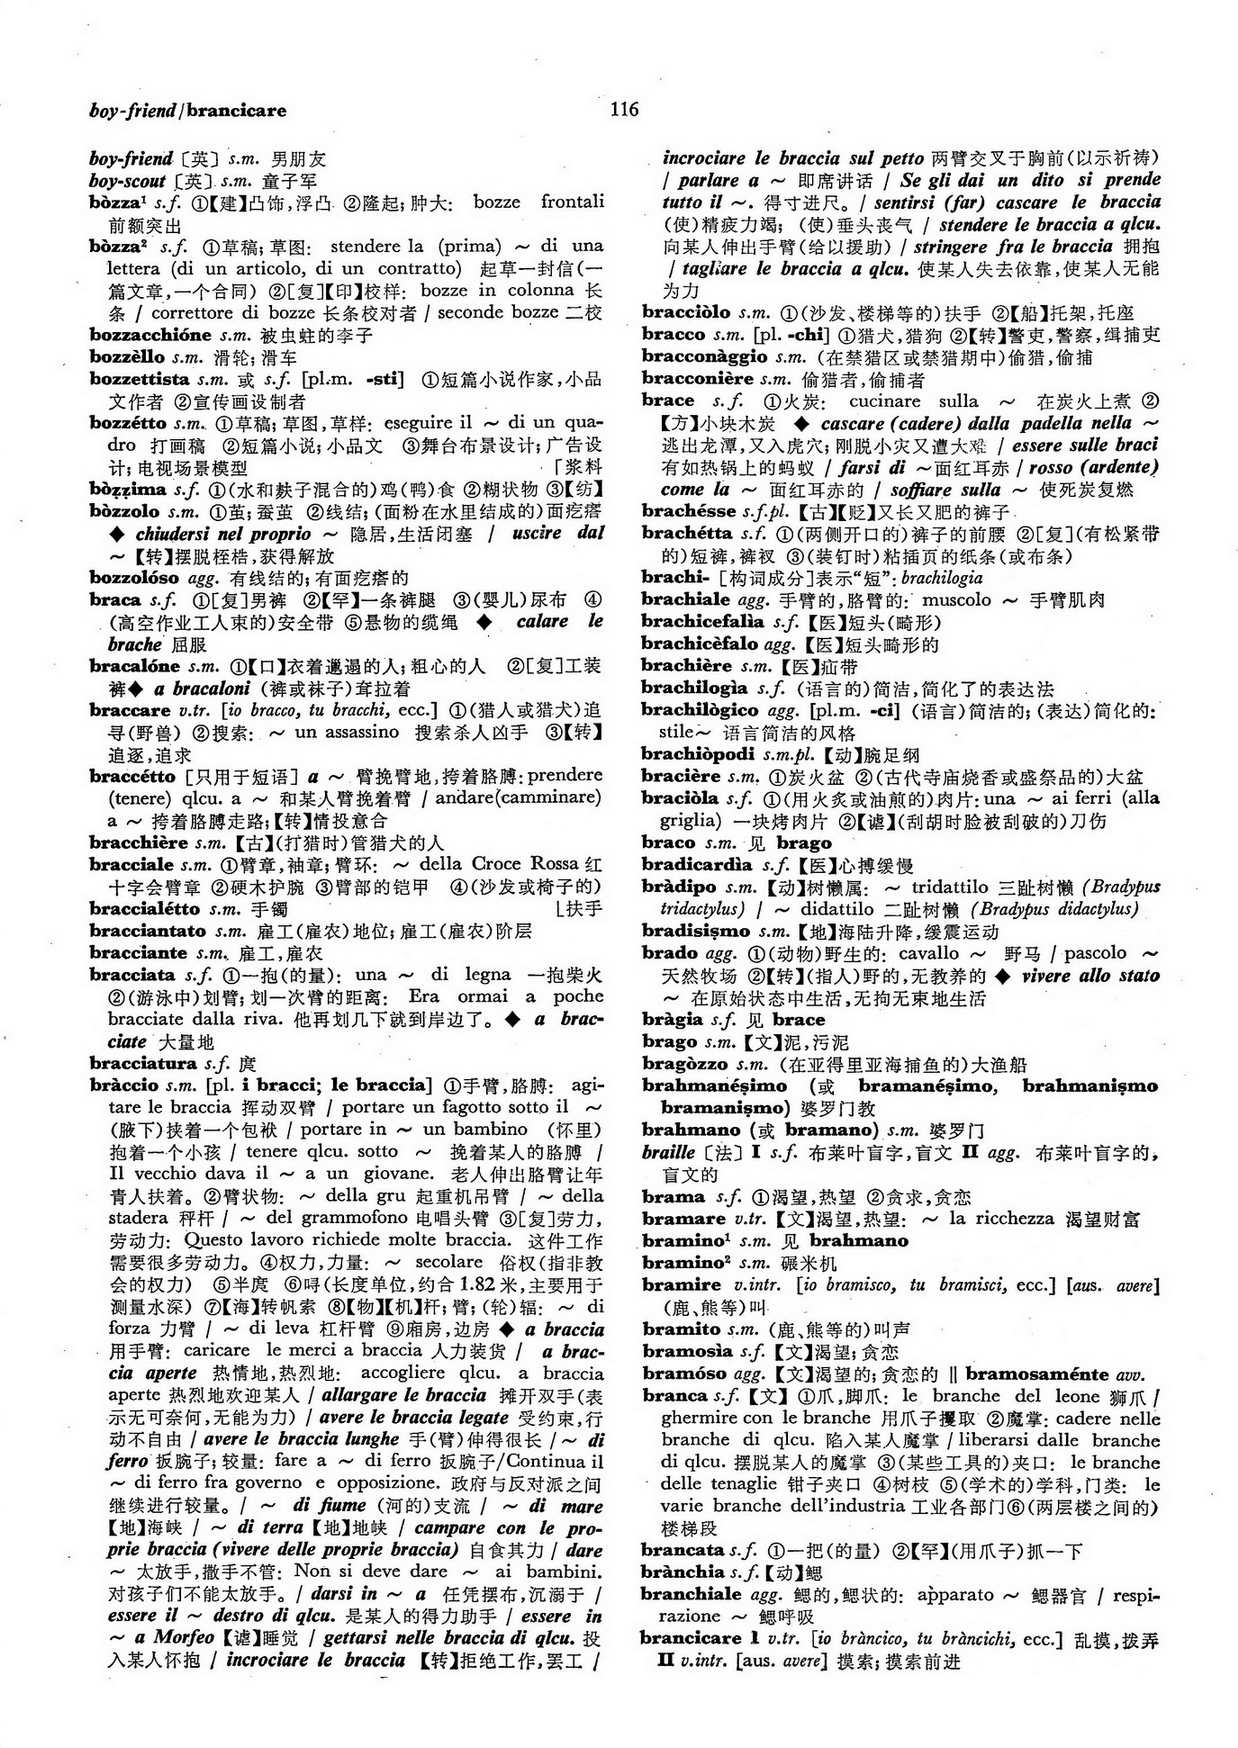 boy-friend/brancicare
116
boy-friend〔英〕s.m. 男朋友
boy-scout〔英〕s.m. 童子军
bòzza¹ s.f. ①【建】凸饰,浮凸 ②隆起;肿大: bozze frontali
前额突出
bòzza² s.f. ①草稿;草图: stendere la (prima) ～ di una
lettera (di un articolo, di un contratto) 起草一封信(一
篇文章,一个合同) ②[复]【印】校样: bozze in colonna 长
条 / correttore di bozze 长条校对者 / seconde bozze 二校
bozzacchióne s.m. 被虫蛀的李子
bozzèllo s.m. 滑轮;滑车
bozzettista s.m. 或 s.f. [pl.m. -sti] ①短篇小说作家,小品
文作者 ②宣传画设制者
bozzétto s.m. ①草稿;草图,草样: eseguire il ～ di un qua-
dro 打画稿 ②短篇小说;小品文 ③舞台布景设计;广告设
计;电视场景模型 「浆料
bòẓẓima s.f. ①(水和麸子混合的)鸡(鸭)食 ②糊状物 ③【纺】
bòzzolo s.m. ①茧;蚕茧 ②线结;(面粉在水里结成的)面疙瘩
◆ chiudersi nel proprio ～ 隐居,生活闭塞 / uscire dal
～【转】摆脱桎梏,获得解放
bozzolóso agg. 有线结的;有面疙瘩的
braca s.f. ①[复]男裤 ②【罕】一条裤腿 ③(婴儿)尿布 ④
(高空作业工人束的)安全带 ⑤悬物的缆绳 ◆ calare le
brache 屈服
bracalóne s.m. ①【口】衣着邋遢的人;粗心的人 ②[复]工装
裤◆ a bracaloni (裤或袜子)耷拉着
braccare v.tr. [io bracco, tu bracchi, ecc.] ①(猎人或猎犬)追
寻(野兽) ②搜索: ～ un assassino 搜索杀人凶手 ③【转】
追逐,追求
braccétto [只用于短语] a ～ 臂挽臂地,挎着胳膊: prendere
(tenere) qlcu. a ～ 和某人臂挽着臂 / andare(camminare)
a ～ 挎着胳膊走路;【转】情投意合
bracchière s.m. 【古】(打猎时)管猎犬的人
bracciale s.m. ①臂章,袖章;臂环: ～ della Croce Rossa 红
十字会臂章 ②硬木护腕 ③臂部的铠甲 ④(沙发或椅子的)
braccialétto s.m. 手镯 ⌊扶手
bracciantato s.m. 雇工(雇农)地位;雇工(雇农)阶层
bracciante s.m. 雇工,雇农
bracciata s.f. ①一抱(的量): una ～ di legna 一抱柴火
②(游泳中)划臂;划一次臂的距离: Era ormai a poche
bracciate dalla riva. 他再划几下就到岸边了。◆ a brac-
ciate 大量地
bracciatura s.f. 庹
bràccio s.m. [pl. i bracci; le braccia] ①手臂,胳膊: agi-
tare le braccia 挥动双臂 / portare un fagotto sotto il ～
(腋下)挟着一个包袱 / portare in ～ un bambino (怀里)
抱着一个小孩 / tenere qlcu. sotto ～ 挽着某人的胳膊 /
Il vecchio dava il ～ a un giovane. 老人伸出胳臂让年
青人扶着。②臂状物: ～ della gru 起重机吊臂 / ～ della
stadera 秤杆 / ～ del grammofono 电唱头臂 ③[复]劳力,
劳动力: Questo lavoro richiede molte braccia. 这件工作
需要很多劳动力。④权力,力量: ～ secolare 俗权(指非教
会的权力) ⑤半庹 ⑥㖊(长度单位,约合 1.82 米,主要用于
测量水深) ⑦【海】转帆索 ⑧【物】【机】杆;臂;(轮)辐: ～ di
forza 力臂 / ～ di leva 杠杆臂 ⑨厢房,边房 ◆ a braccia
用手臂: caricare le merci a braccia 人力装货 / a brac-
cia aperte 热情地,热烈地: accogliere qlcu. a braccia
aperte 热烈地欢迎某人 / allargare le braccia 摊开双手(表
示无可奈何,无能为力) / avere le braccia legate 受约束,行
动不自由 / avere le braccia lunghe 手(臂)伸得很长 / ～ di
ferro 扳腕子;较量: fare a ～ di ferro 扳腕子/Continua il
～ di ferro fra governo e opposizione. 政府与反对派之间
继续进行较量。/ ～ di fiume (河的)支流 / ～ di mare
【地】海峡 / ～ di terra 【地】地峡 / campare con le pro-
prie braccia (vivere delle proprie braccia) 自食其力 / dare
～ 太放手,撒手不管: Non si deve dare ～ ai bambini.
对孩子们不能太放手。/ darsi in ～ a 任凭摆布,沉溺于 /
essere il ～ destro di qlcu. 是某人的得力助手 / essere in
～ a Morfeo 【谑】睡觉 / gettarsi nelle braccia di qlcu. 投
入某人怀抱 / incrociare le braccia 【转】拒绝工作,罢工 /
incrociare le braccia sul petto 两臂交叉于胸前(以示祈祷)
/ parlare a ～ 即席讲话 / Se gli dai un dito si prende
tutto il ～. 得寸进尺。/ sentirsi (far) cascare le braccia
(使)精疲力竭; (使)垂头丧气 / stendere le braccia a qlcu.
向某人伸出手臂(给以援助) / stringere fra le braccia 拥抱
/ tagliare le braccia a qlcu. 使某人失去依靠,使某人无能
为力
bracciòlo s.m. ①(沙发、楼梯等的)扶手 ②【船】托架,托座
bracco s.m. [pl. -chi] ①猎犬,猎狗 ②【转】警吏,警察,缉捕吏
bracconàggio s.m. (在禁猎区或禁猎期中)偷猎,偷捕
bracconière s.m. 偷猎者,偷捕者
brace s.f. ①火炭: cucinare sulla ～ 在炭火上煮 ②
【方】小块木炭 ◆ cascare (cadere) dalla padella nella ～
逃出龙潭,又入虎穴;刚脱小灾又遭大难 / essere sulle braci
有如热锅上的蚂蚁 / farsi di ～面红耳赤 / rosso (ardente)
come la ～ 面红耳赤的 / soffiare sulla ～ 使死炭复燃
brachésse s.f.pl. 【古】【贬】又长又肥的裤子
brachétta s.f. ①(两侧开口的)裤子的前腰 ②[复](有松紧带
的)短裤,裤衩 ③(装钉时)粘插页的纸条(或布条)
brachi- [构词成分]表示“短”: brachilogia
brachiale agg. 手臂的,胳臂的: muscolo ～ 手臂肌肉
brachicefalìa s.f. 【医】短头(畸形)
brachicèfalo agg. 【医】短头畸形的
brachière s.m. 【医】疝带
brachilogìa s.f. (语言的)简洁,简化了的表达法
brachilògico agg. [pl.m. -ci] (语言)简洁的;(表达)简化的:
stile～ 语言简洁的风格
brachiòpodi s.m.pl. 【动】腕足纲
bracière s.m. ①炭火盆 ②(古代寺庙烧香或盛祭品的)大盆
braciòla s.f. ①(用火炙或油煎的)肉片: una ～ ai ferri (alla
griglia) 一块烤肉片 ②【谑】(刮胡时脸被刮破的)刀伤
braco s.m. 见 brago
bradicardìa s.f. 【医】心搏缓慢
bràdipo s.m. 【动】树懒属: ～ tridattilo 三趾树懒 (Bradypus
tridactylus) / ～ didattilo 二趾树懒 (Bradypus didactylus)
bradisiṣmo s.m. 【地】海陆升降,缓震运动
brado agg. ①(动物)野生的: cavallo ～ 野马 / pascolo ～
天然牧场 ②【转】(指人)野的,无教养的 ◆ vivere allo stato
～ 在原始状态中生活,无拘无束地生活
bràgia s.f. 见 brace
brago s.m. 【文】泥,污泥
bragòzzo s.m. (在亚得里亚海捕鱼的)大渔船
brahmanéṣimo (或 bramanéṣimo, brahmaniṣmo
bramaniṣmo) 婆罗门教
brahmano (或 bramano) s.m. 婆罗门
braille〔法〕I s.f. 布莱叶盲字,盲文 II agg. 布莱叶盲字的,
盲文的
brama s.f. ①渴望,热望 ②贪求,贪恋
bramare v.tr. 【文】渴望,热望: ～ la ricchezza 渴望财富
bramino¹ s.m. 见 brahmano
bramino² s.m. 碾米机
bramire v.intr. [io bramisco, tu bramisci, ecc.] [aus. avere]
(鹿、熊等)叫
bramito s.m. (鹿、熊等的)叫声
bramosìa s.f. 【文】渴望;贪恋
bramóso agg. 【文】渴望的;贪恋的 ‖ bramosaménte avv.
branca s.f. 【文】 ①爪,脚爪: le branche del leone 狮爪 /
ghermire con le branche 用爪子攫取 ②魔掌: cadere nelle
branche di qlcu. 陷入某人魔掌 / liberarsi dalle branche
di qlcu. 摆脱某人的魔掌 ③(某些工具的)夹口: le branche
delle tenaglie 钳子夹口 ④树枝 ⑤(学术的)学科,门类: le
varie branche dell'industria 工业各部门⑥(两层楼之间的)
楼梯段
brancata s.f. ①一把(的量) ②【罕】(用爪子)抓一下
brànchia s.f. 【动】鳃
branchiale agg. 鳃的,鳃状的: apparato ～ 鳃器官 / respi-
razione ～ 鳃呼吸
brancicare I v.tr. [io bràncico, tu bràncichi, ecc.] 乱摸,拨弄
II v.intr. [aus. avere] 摸索;摸索前进